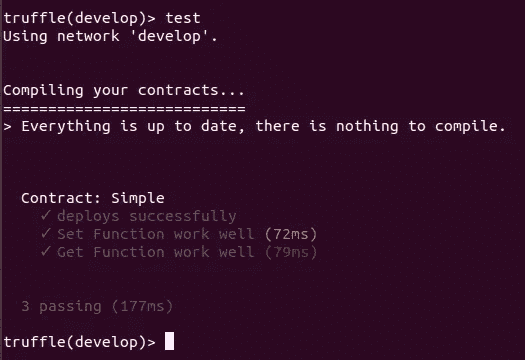 truffle(develop)> test
Using network 'develop'.
Compiling your contracts...
===========================
> Everything is up to date, there is nothing to compile.
Contract: Simple
✓ deploys successfully
✓ Set Function work well (72ms)
✓ Get Function work well (79ms)
3 passing (177ms)
truffle(develop)>